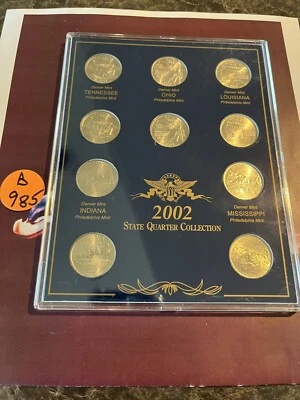 Denver Mint
TENNESSEE
Philadelphia Mint
Denver Mint
OHIO
Philadelphia Mint
Denver Mint
LOUISIANA
Philadelphia Mint
B
985
Denver Mint
INDIANA
Philadelphia Mint
Denver Mint
MISSISSIPPI
Philadelphia Mint
2002
STATE QUARTER COLLECTION